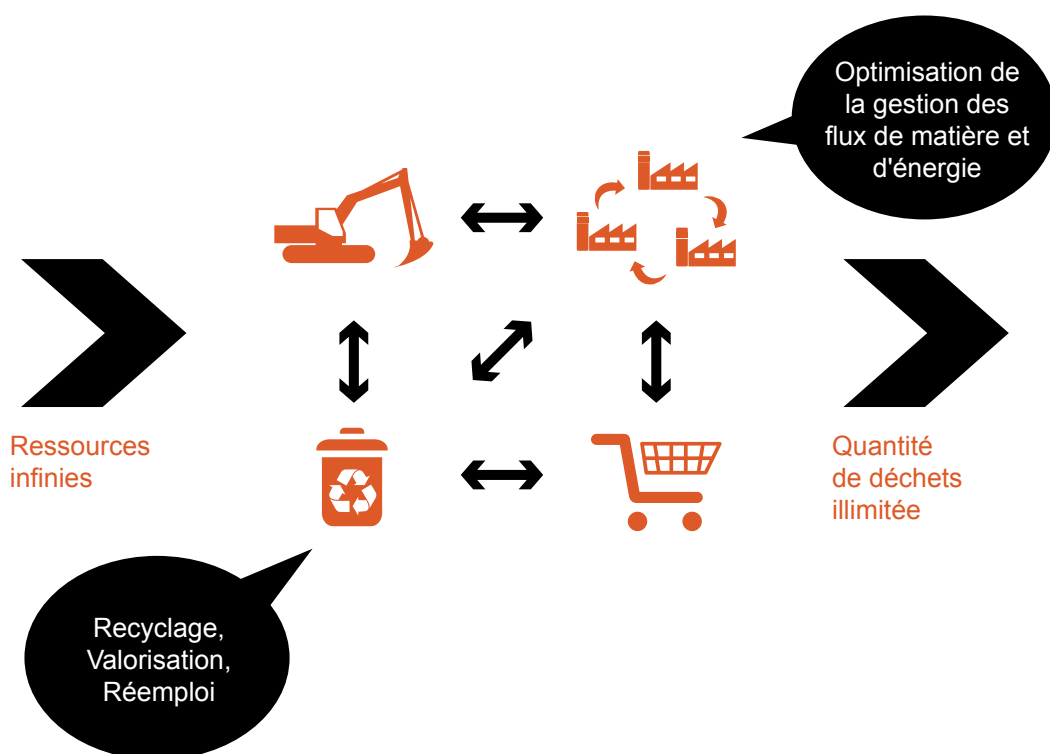 Optimisation de
la gestion des
flux de matière et
d'énergie
Ressources
infinies
Quantité
de déchets
illimitée
Recyclage,
Valorisation,
Réemploi